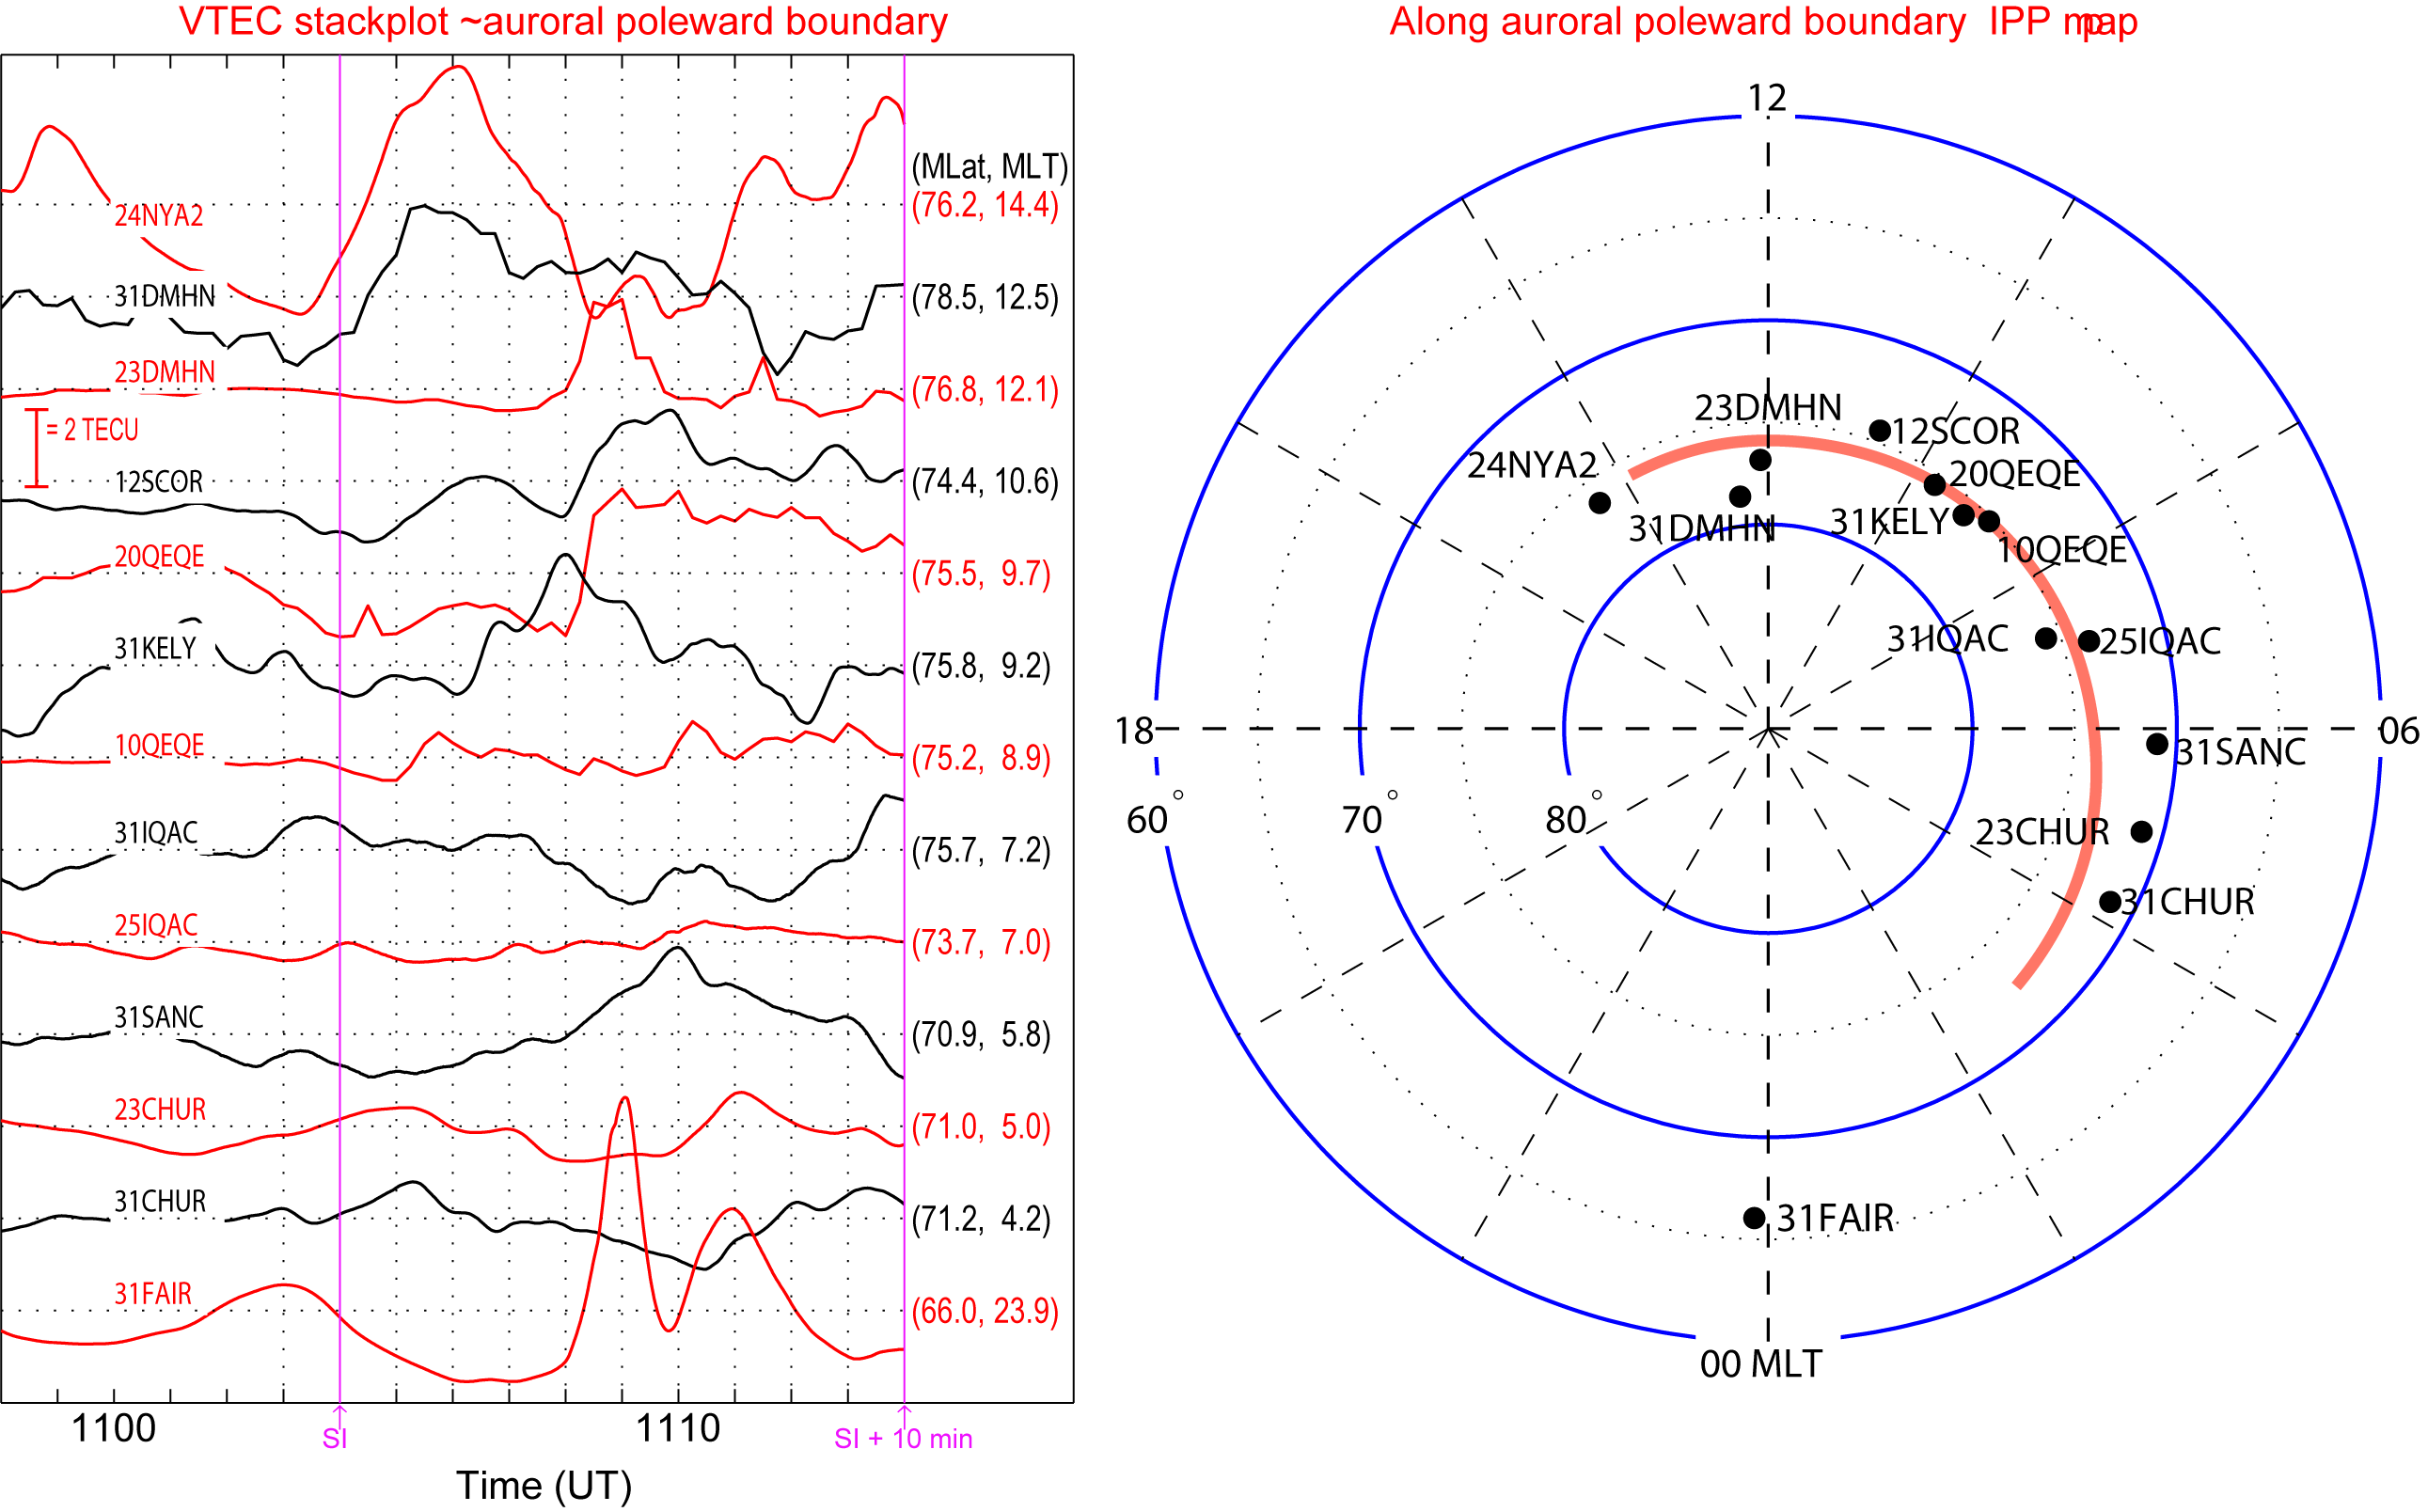 VTEC stackplot ~auroral poleward boundary
(MLat, MLT)
24NYA2 (76.2, 14.4)
31DMHN (78.5, 12.5)
23DMHN (76.8, 12.1)
= 2 TECU
12SCOR (74.4, 10.6)
20QEQE (75.5, 9.7)
31KELY (75.8, 9.2)
10QEQE (75.2, 8.9)
31IQAC (75.7, 7.2)
25IQAC (73.7, 7.0)
31SANC (70.9, 5.8)
23CHUR (71.0, 5.0)
31CHUR (71.2, 4.2)
31FAIR (66.0, 23.9)
1100 1110
SI SI + 10 min
Time (UT)
Along auroral poleward boundary IPP map
12
23DMHN
12SCOR
24NYA2
20QEQE
31DMHN
31KELY
10QEQE
31IQAC
25IQAC
18
06
31SANC
60° 70° 80°
23CHUR
31CHUR
31FAIR
00 MLT